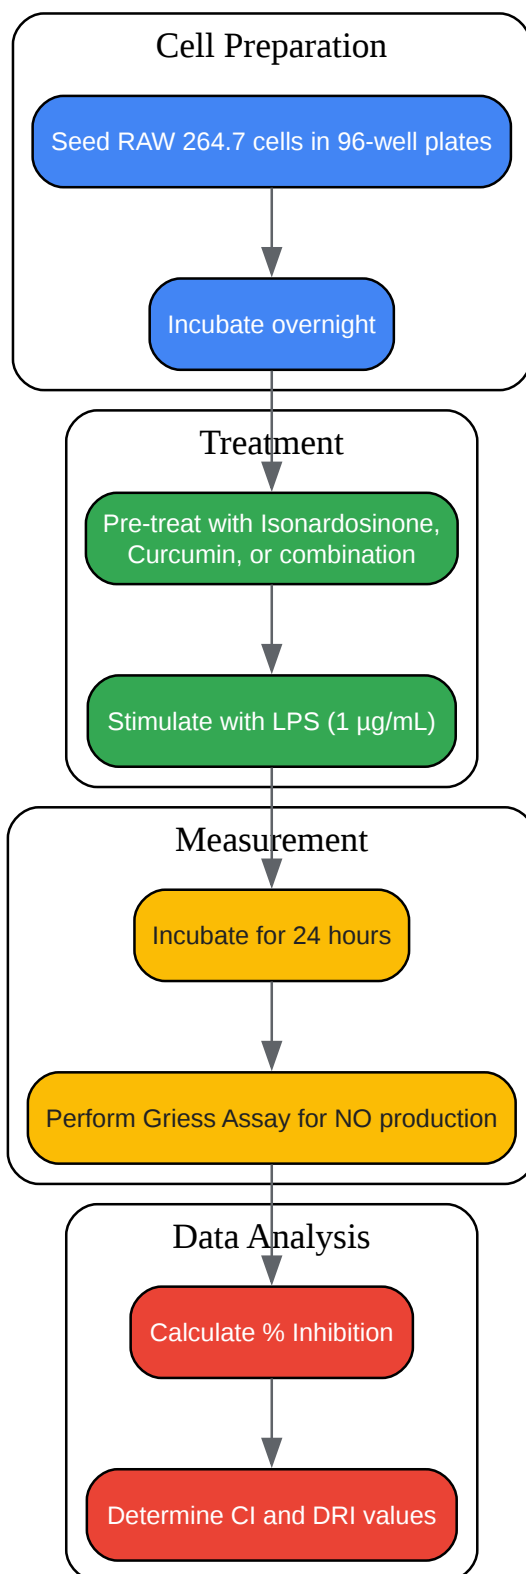 Cell Preparation
Seed RAW 264.7 cells in 96-well plates
Incubate overnight
Treatment
Pre-treat with Isonardosinone,
Curcumin, or combination
Stimulate with LPS (1 µg/mL)
Measurement
Incubate for 24 hours
Perform Griess Assay for NO production
Data Analysis
Calculate % Inhibition
Determine CI and DRI values